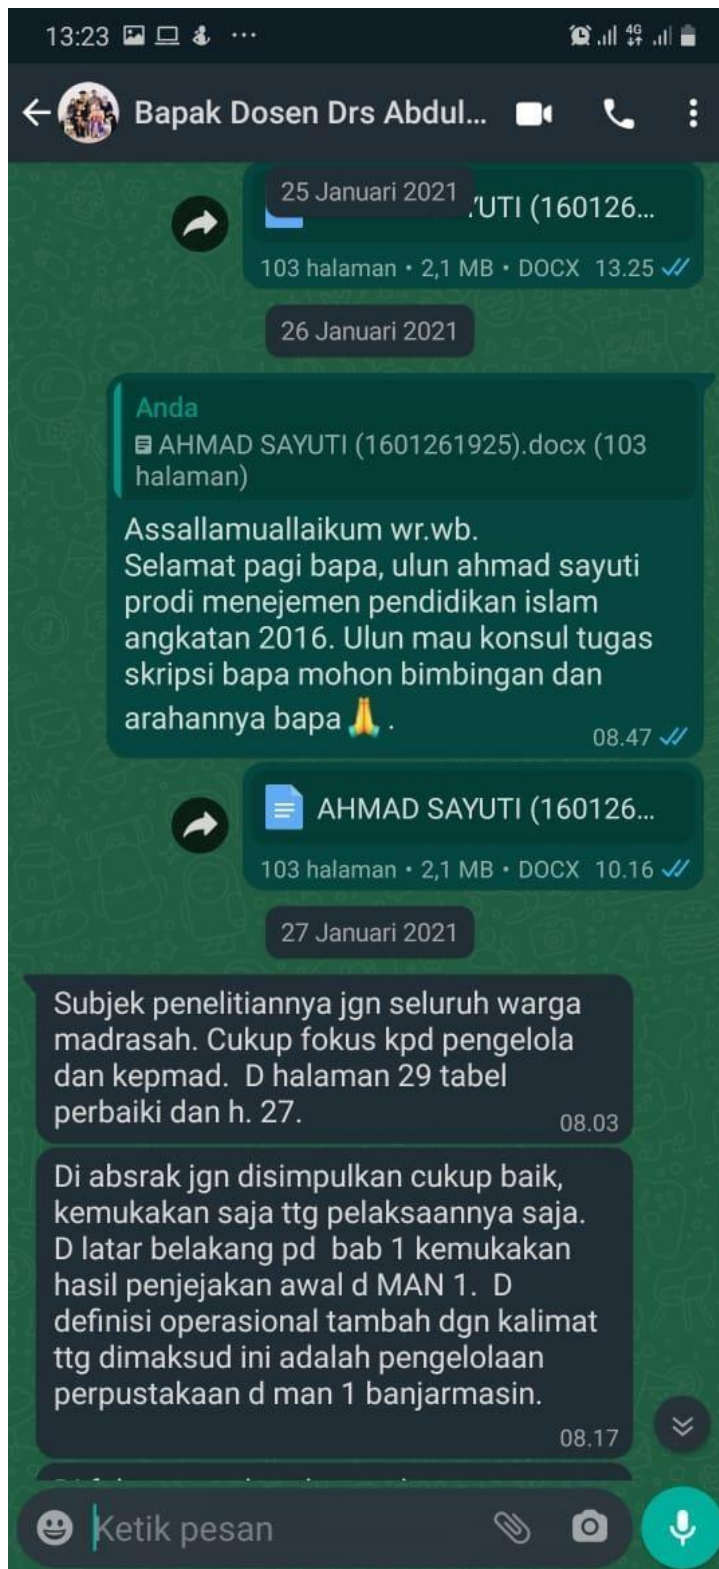 13:23
4G
Bapak Dosen Drs Abdul...
25 Januari 2021
YUTI (160126...
103 halaman • 2,1 MB • DOCX 13.25
26 Januari 2021
Anda
AHMAD SAYUTI (1601261925).docx (103
halaman)
Assallamuallaikum wr.wb.
Selamat pagi bapa, ulun ahmad sayuti
prodi menejemen pendidikan islam
angkatan 2016. Ulun mau konsul tugas
skripsi bapa mohon bimbingan dan
arahannya bapa🙏.
08.47
AHMAD SAYUTI (160126...
103 halaman • 2,1 MB • DOCX 10.16
27 Januari 2021
Subjek penelitiannya jgn seluruh warga
madrasah. Cukup fokus kpd pengelola
dan kepmad. D halaman 29 tabel
perbaiki dan h. 27.
08.03
Di absrak jgn disimpulkan cukup baik,
kemukakan saja ttg pelaksaannya saja.
D latar belakang pd bab 1 kemukakan
hasil penjejakan awal d MAN 1. D
definisi operasional tambah dgn kalimat
ttg dimaksud ini adalah pengelolaan
perpustakaan d man 1 banjarmasin.
08.17
Ketik pesan